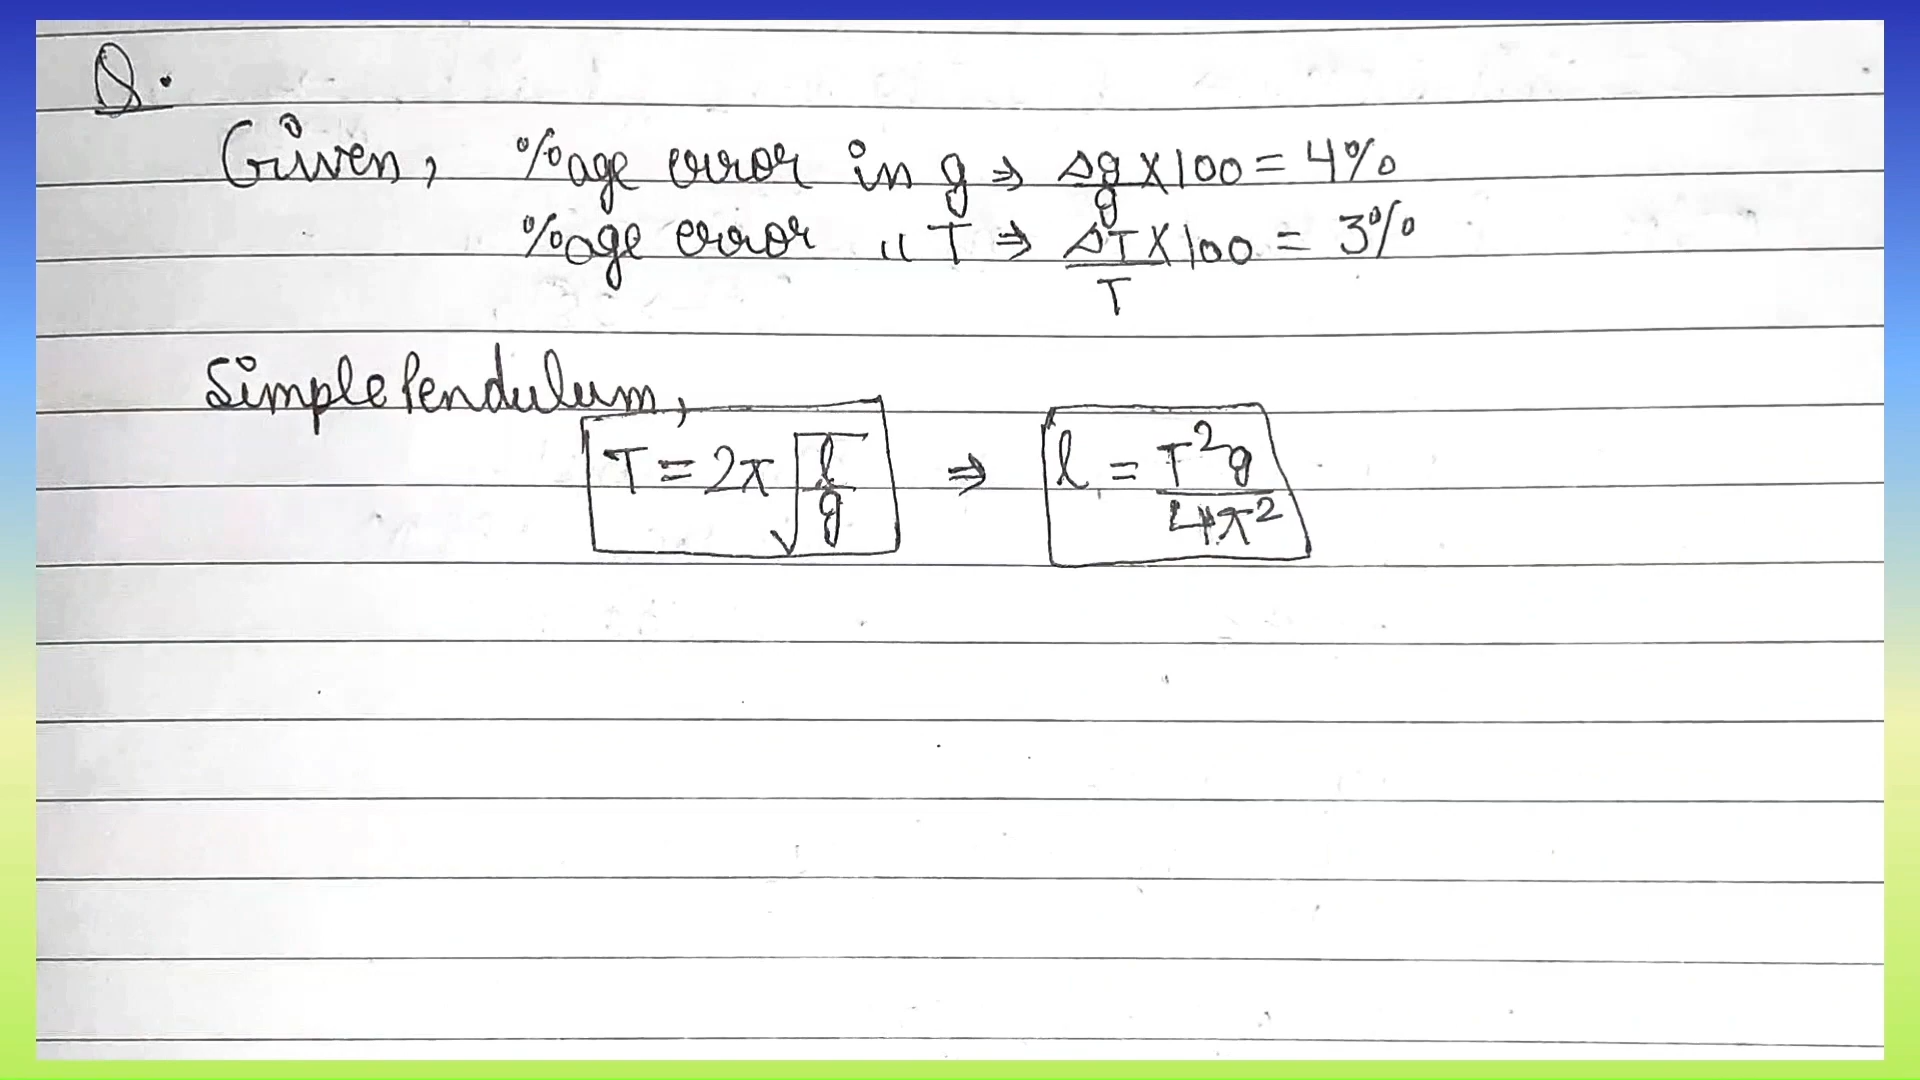 Q.
Given, %age error in g ⇒ Δg/g × 100 = 4%
%age error " T ⇒ ΔT/T × 100 = 3%
Simple Pendulum,
T = 2π √(l/g) ⇒ l = T²g/4π²